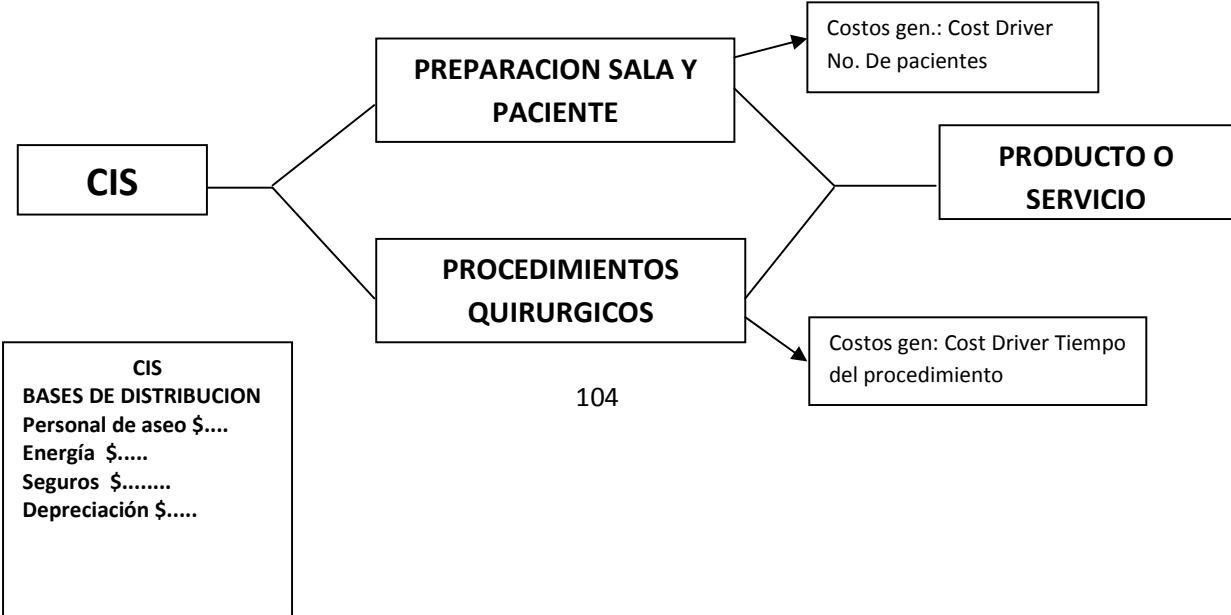 Costos gen.: Cost Driver
No. De pacientes
PREPARACION SALA Y
PACIENTE
CIS
PRODUCTO O
SERVICIO
PROCEDIMIENTOS
QUIRURGICOS
Costos gen: Cost Driver Tiempo
del procedimiento
CIS
BASES DE DISTRIBUCION
Personal de aseo $....
Energía  $.....
Seguros  $........
Depreciación $.....
104